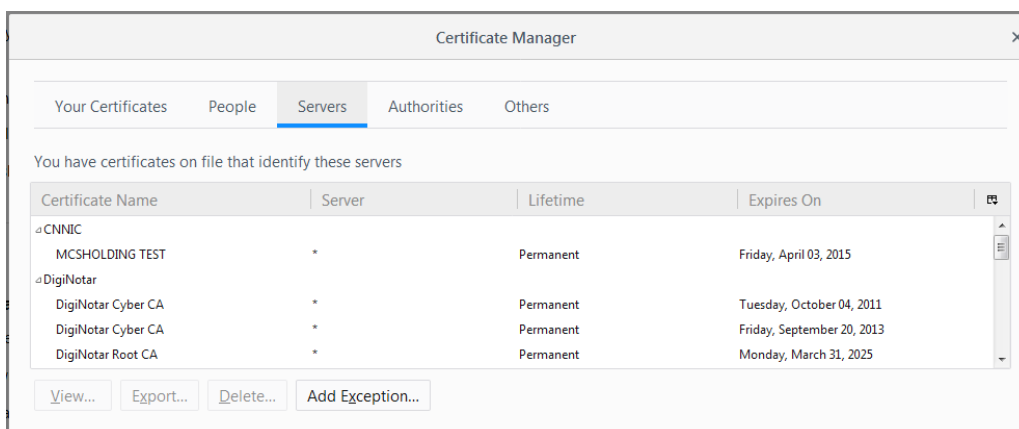 Certificate Manager
Your Certificates People Servers Authorities Others
You have certificates on file that identify these servers
Certificate Name Server Lifetime Expires On
CNNIC
MCSHOLDING TEST * Permanent Friday, April 03, 2015
DigiNotar
DigiNotar Cyber CA * Permanent Tuesday, October 04, 2011
DigiNotar Cyber CA * Permanent Friday, September 20, 2013
DigiNotar Root CA * Permanent Monday, March 31, 2025
View... Export... Delete... Add Exception...